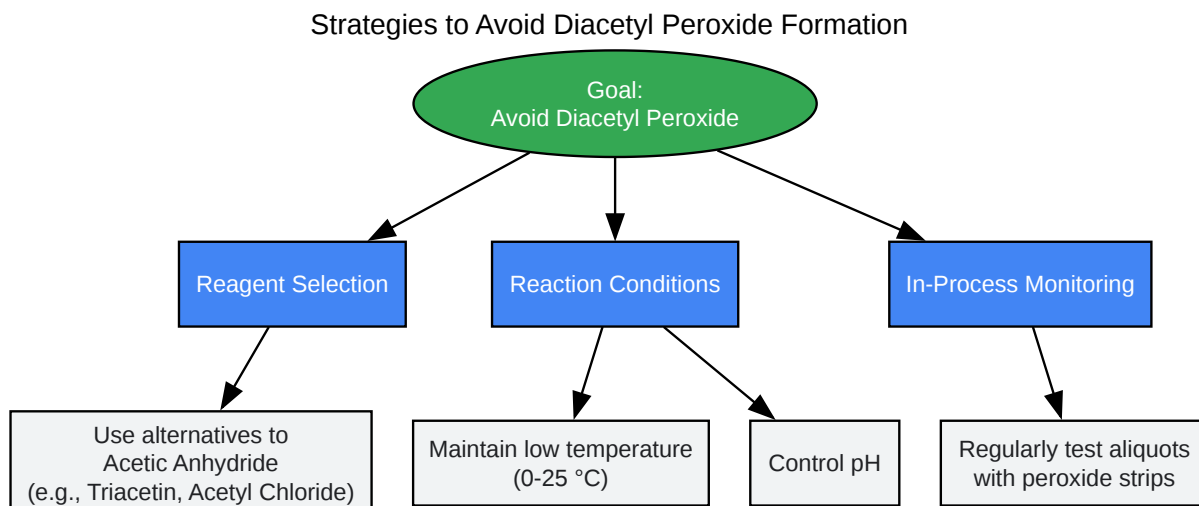 Strategies to Avoid Diacetyl Peroxide Formation
Goal:
Avoid Diacetyl Peroxide
Reagent Selection
Reaction Conditions
In-Process Monitoring
Use alternatives to
Acetic Anhydride
(e.g., Triacetin, Acetyl Chloride)
Maintain low temperature
(0-25 °C)
Control pH
Regularly test aliquots
with peroxide strips